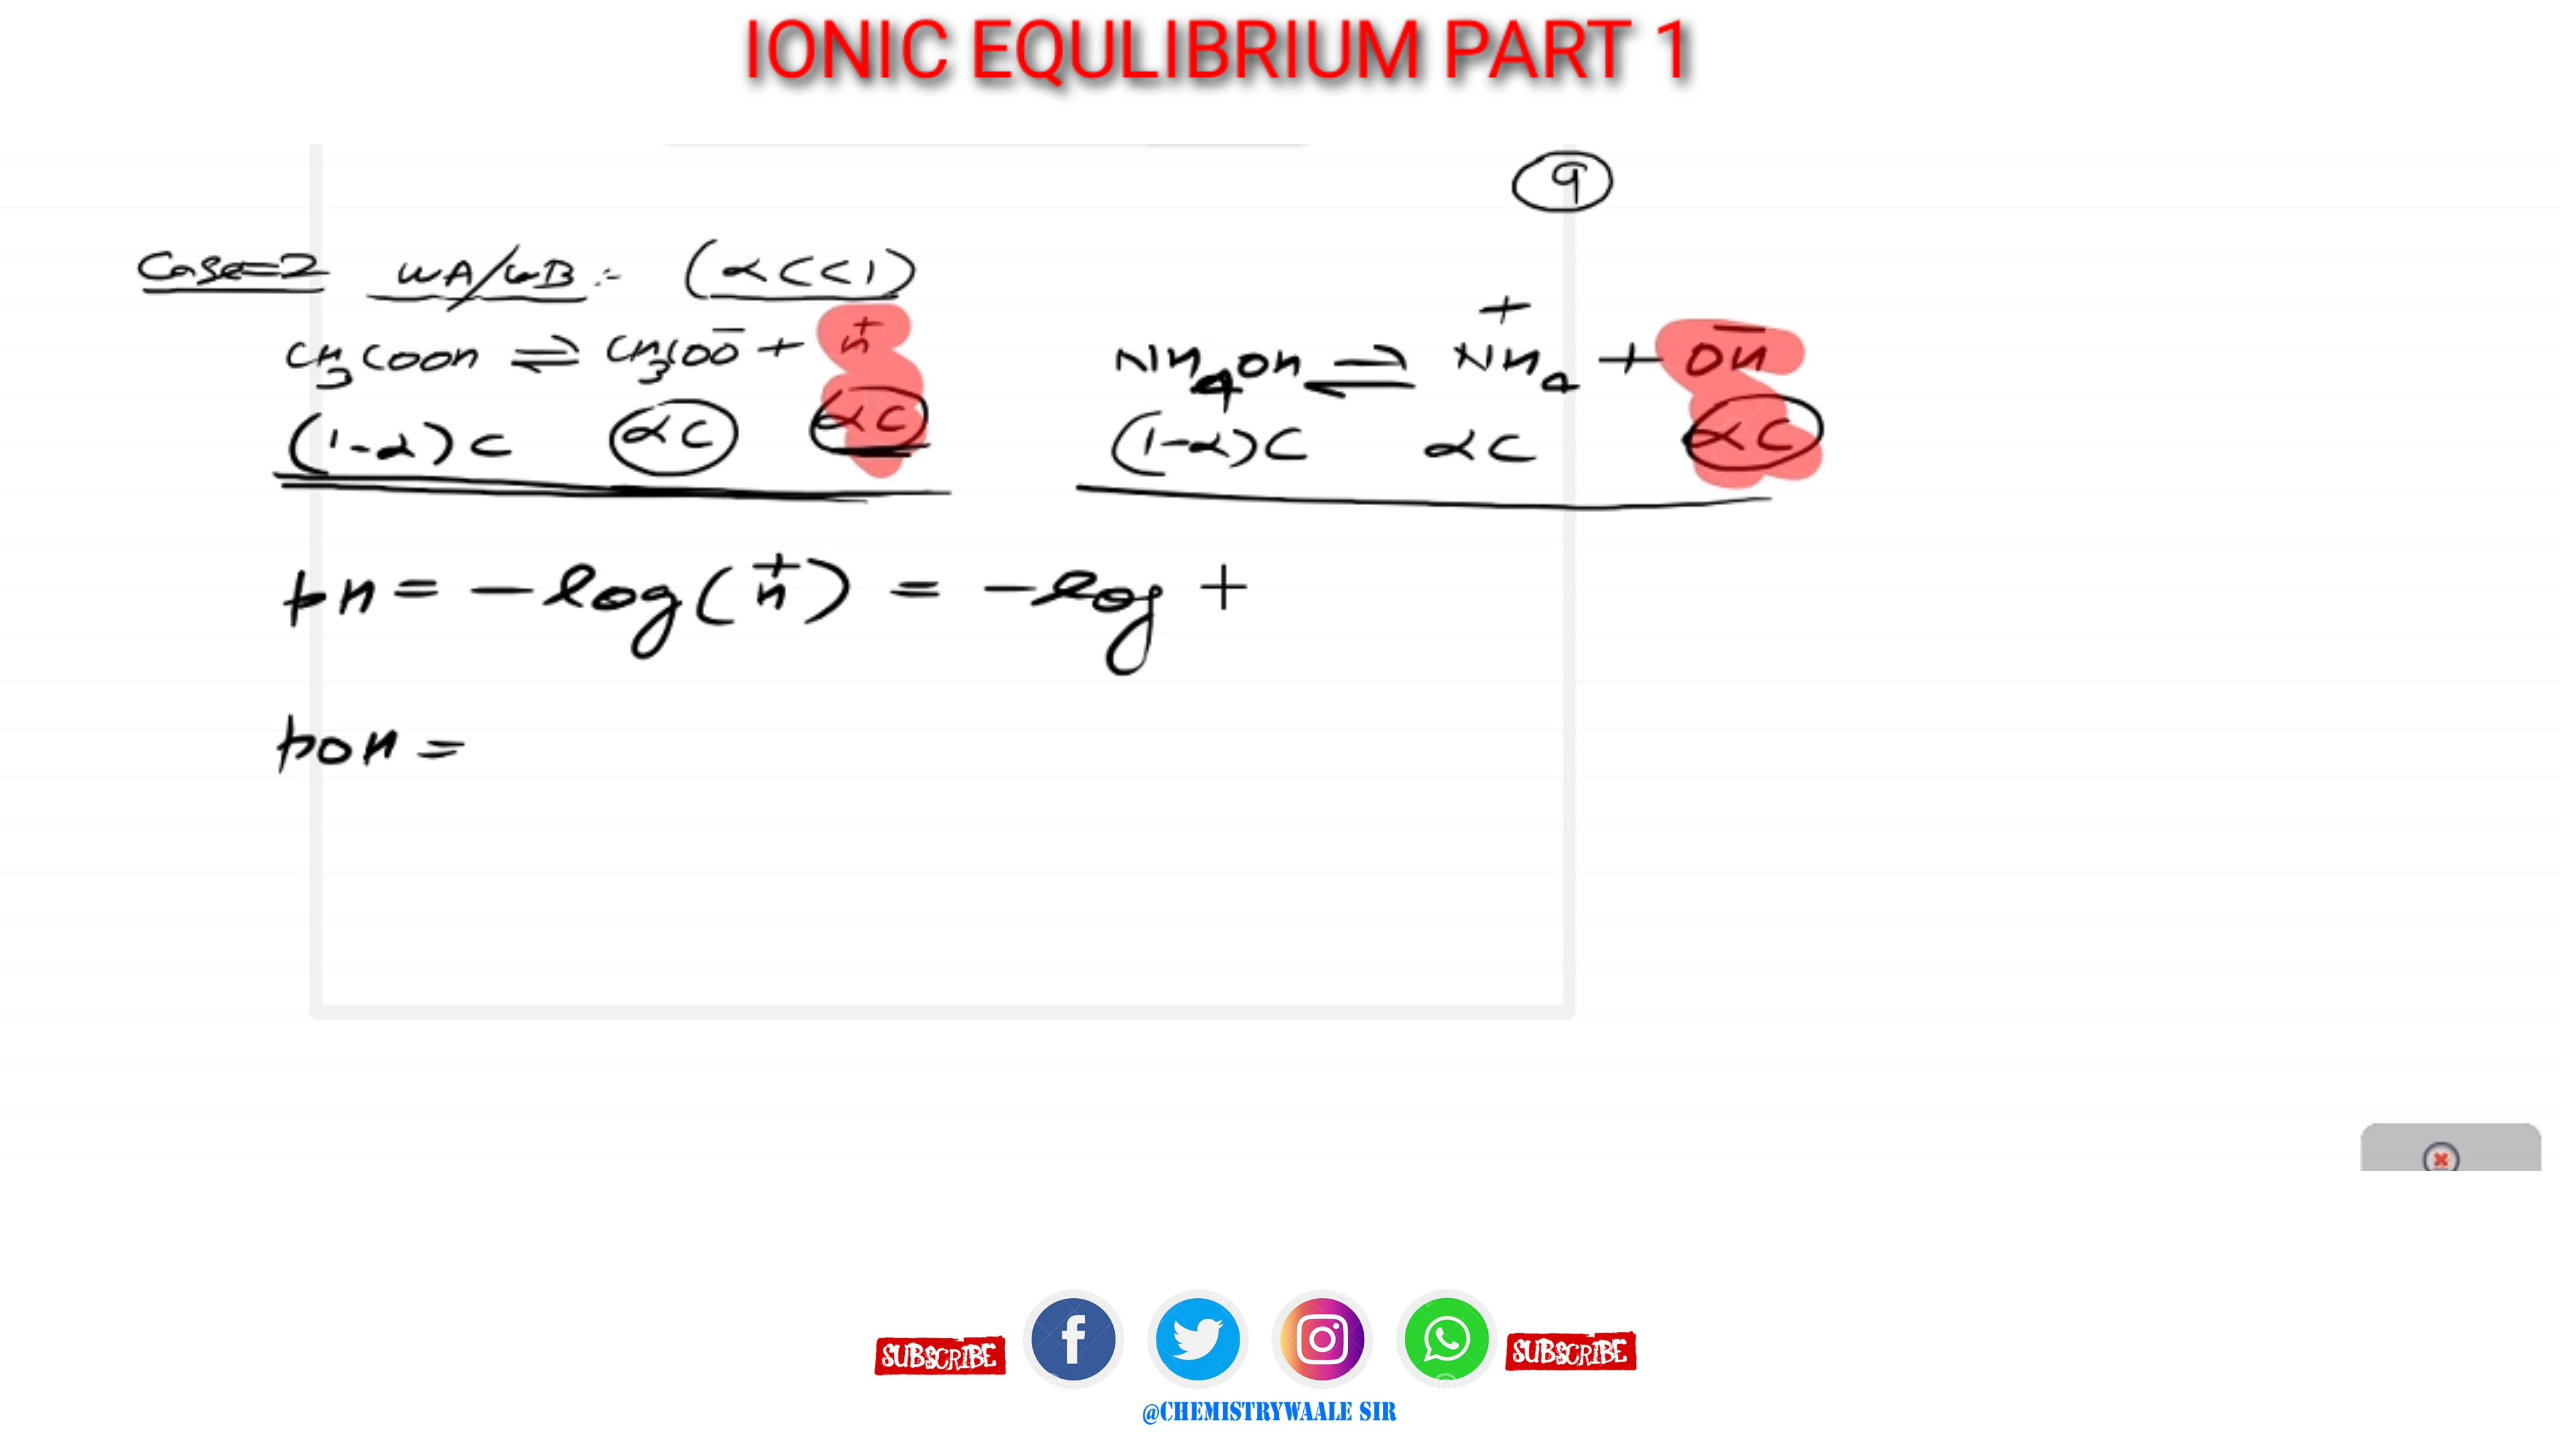 IONIC EQULIBRIUM PART 1
9
Case=2 WA/WB:- (α<<1)
CH₃COOH ⇌ CH₃COO⁻ + H⁺
NH₄OH ⇌ NH₄⁺ + OH⁻
(1-α)C αC αC
(1-α)C αC αC
pH = -log(H⁺) = -log
pOH =
SUBSCRIBE SUBSCRIBE
@CHEMISTRYWAALE SIR